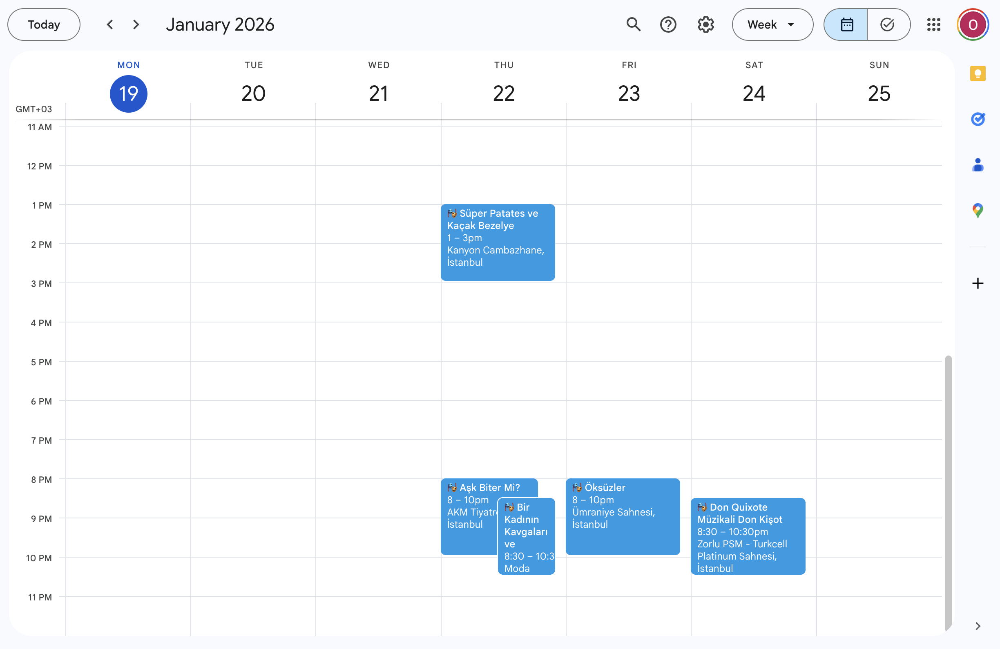 Today
January 2026
Week
O
MON
TUE
WED
THU
FRI
SAT
SUN
19
20
21
22
23
24
25
GMT+03
11 AM
12 PM
1 PM
2 PM
3 PM
4 PM
5 PM
6 PM
7 PM
8 PM
9 PM
10 PM
11 PM
Süper Patates ve
Kaçak Bezelye
1 – 3pm
Kanyon Cambazhane,
İstanbul
Aşk Biter Mi?
8 – 10pm
AKM Tiyatr
İstanbul
Bir
Kadının
Kavgaları
ve
8:30 – 10:3
Moda
Öksüzler
8 – 10pm
Ümraniye Sahnesi,
İstanbul
Don Quixote
Müzikali Don Kişot
8:30 – 10:30pm
Zorlu PSM - Turkcell
Platinum Sahnesi,
İstanbul